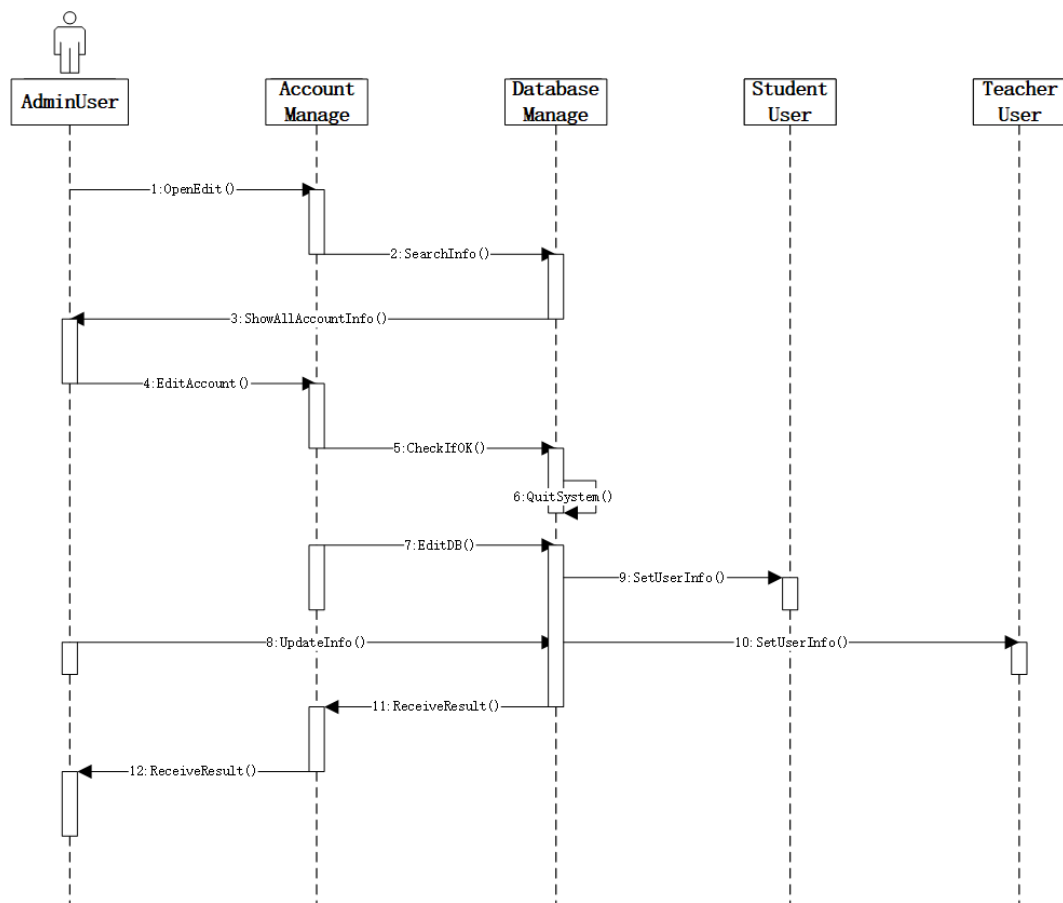 AdminUser
Account
Manage
Database
Manage
Student
User
Teacher
User
1:OpenEdit()
2:SearchInfo()
3:ShowAllAccountInfo()
4:EditAccount()
5:CheckIfOK()
6:QuitSystem()
7:EditDB()
9:SetUserInfo()
8:UpdateInfo()
10:SetUserInfo()
11:ReceiveResult()
12:ReceiveResult()